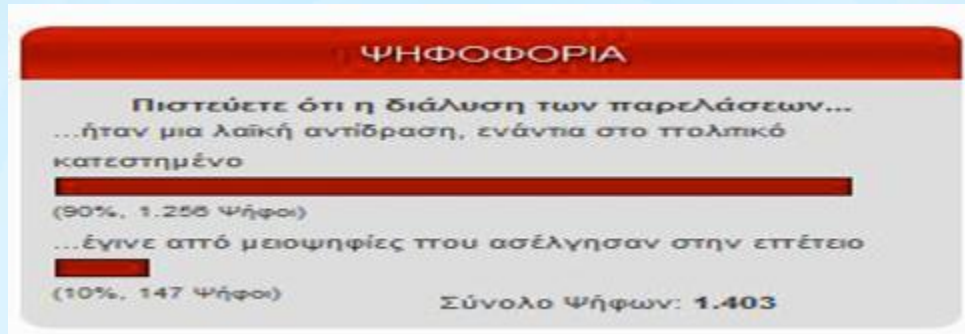 ΨΗΦΟΦΟΡΙΑ
Πιστεύετε ότι η διάλυση των παρελάσεων...
...ήταν μια λαϊκή αντίδραση, ενάντια στο πολιτικό
κατεστημένο
(90%, 1.256 Ψήφοι)
...έγινε από μειοψηφίες που ασέλγησαν στην επέτειο
(10%, 147 Ψήφοι)
Σύνολο Ψήφων: 1.403